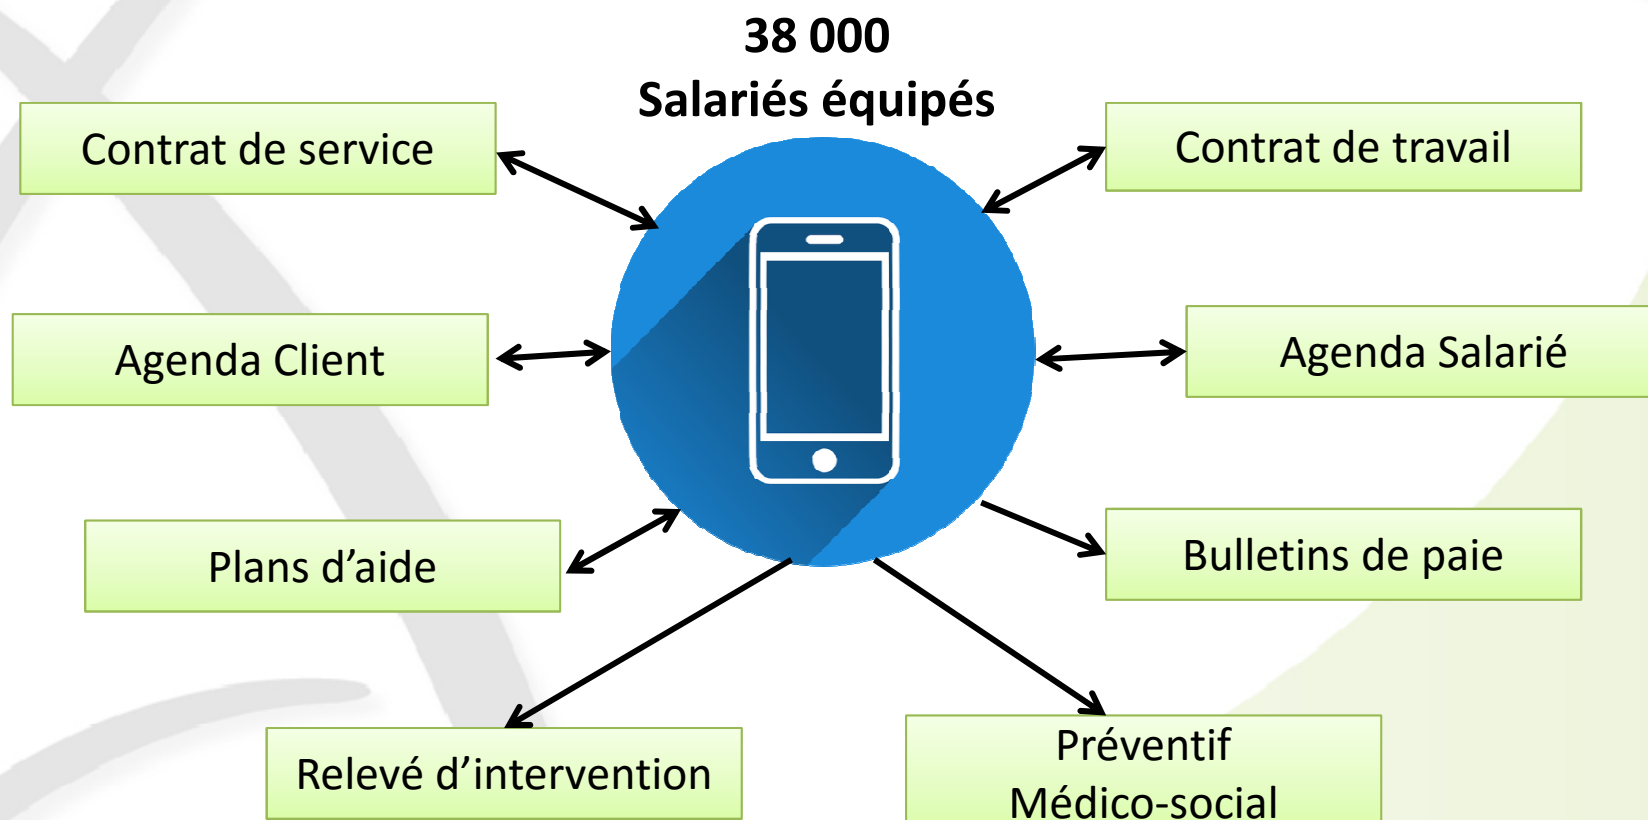 38 000
Salariés équipés
Contrat de service
Contrat de travail
Agenda Client
Agenda Salarié
Plans d’aide
Bulletins de paie
Relevé d’intervention
Préventif
Médico-social